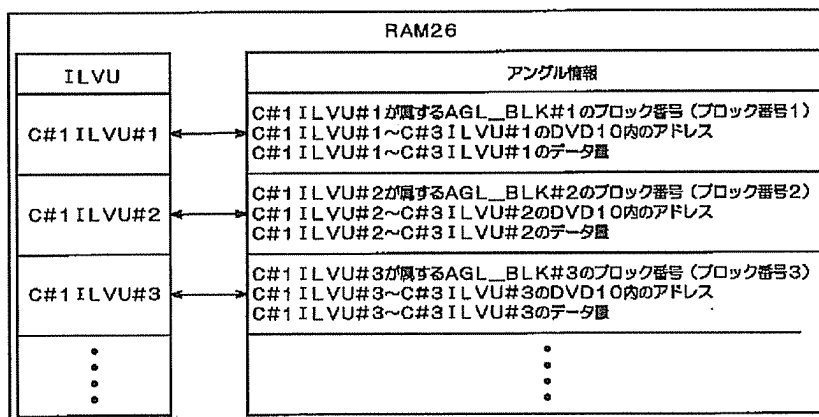 RAM26
ILVU
アングル情報
C#1ILVU#1
C#1ILVU#1が属するAGL_BLK#1のブロック番号(ブロック番号1)
C#1ILVU#1~C#3ILVU#1のDVD10内のアドレス
C#1ILVU#1~C#3ILVU#1のデータ量
C#1ILVU#2
C#1ILVU#2が属するAGL_BLK#2のブロック番号(ブロック番号2)
C#1ILVU#2~C#3ILVU#2のDVD10内のアドレス
C#1ILVU#2~C#3ILVU#2のデータ量
C#1ILVU#3
C#1ILVU#3が属するAGL_BLK#3のブロック番号(ブロック番号3)
C#1ILVU#3~C#3ILVU#3のDVD10内のアドレス
C#1ILVU#3~C#3ILVU#3のデータ量